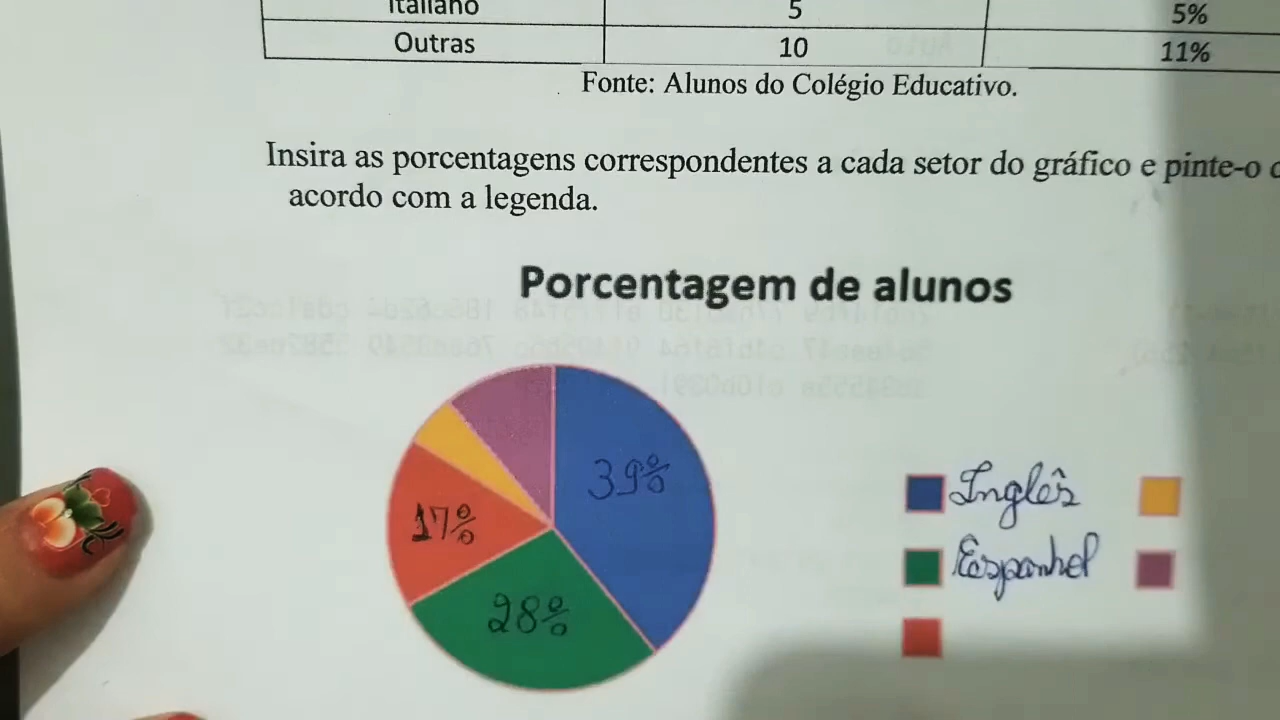 Italiano 5 5%
Outras 10 11%
Fonte: Alunos do Colégio Educativo.
Insira as porcentagens correspondentes a cada setor do gráfico e pinte-o
acordo com a legenda.
Porcentagem de alunos
39%
17%
28%
Inglês
Espanhol